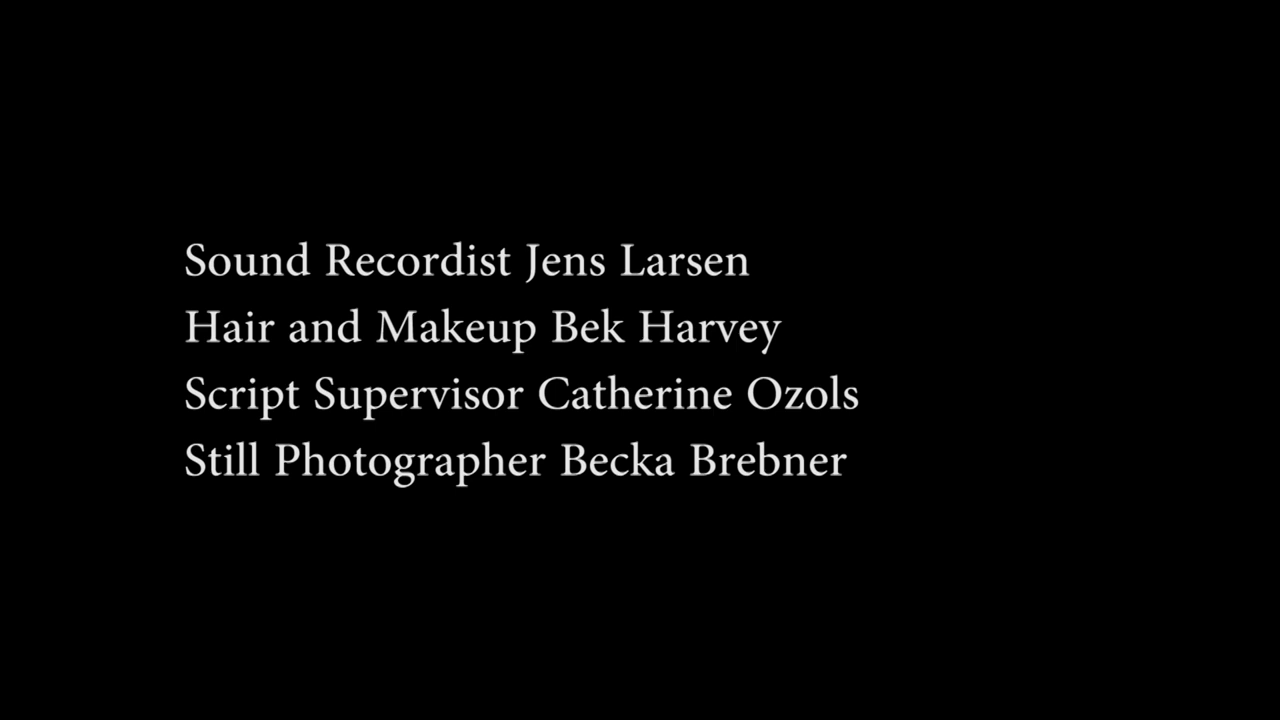 Sound Recordist Jens Larsen
Hair and Makeup Bek Harvey
Script Supervisor Catherine Ozols
Still Photographer Becka Brebner